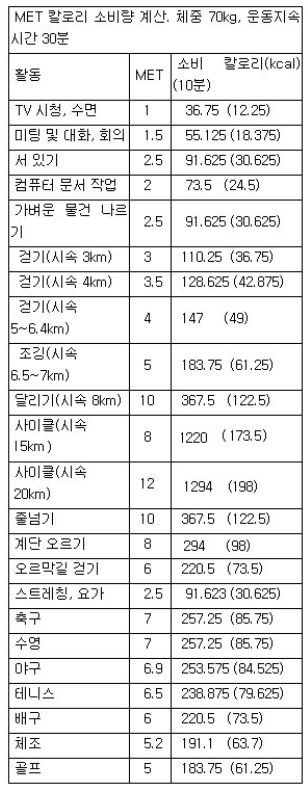 MET 칼로리 소비량 계산. 체중 70kg, 운동지속
시간 30분
활동 MET 소비 칼로리(kcal)
(10분)
TV 시청, 수면 1 36.75 (12.25)
미팅 및 대화, 회의 1.5 55.125 (18.375)
서 있기 2.5 91.625 (30.625)
컴퓨터 문서 작업 2 73.5 (24.5)
가벼운 물건 나르
기 2.5 91.625 (30.625)
걷기(시속 3km) 3 110.25 (36.75)
걷기(시속 4km) 3.5 128.625 (42.875)
걷기(시속
5~6.4km) 4 147 (49)
조깅(시속
6.5~7km) 5 183.75 (61.25)
달리기(시속 8km) 10 367.5 (122.5)
사이클(시속
15km) 8 1220 (173.5)
사이클(시속
20km) 12 1294 (198)
줄넘기 10 367.5 (122.5)
계단 오르기 8 294 (98)
오르막길 걷기 6 220.5 (73.5)
스트레칭, 요가 2.5 91.623 (30.625)
축구 7 257.25 (85.75)
수영 7 257.25 (85.75)
야구 6.9 253.575 (84.525)
테니스 6.5 238.875 (79.625)
배구 6 220.5 (73.5)
체조 5.2 191.1 (63.7)
골프 5 183.75 (61.25)